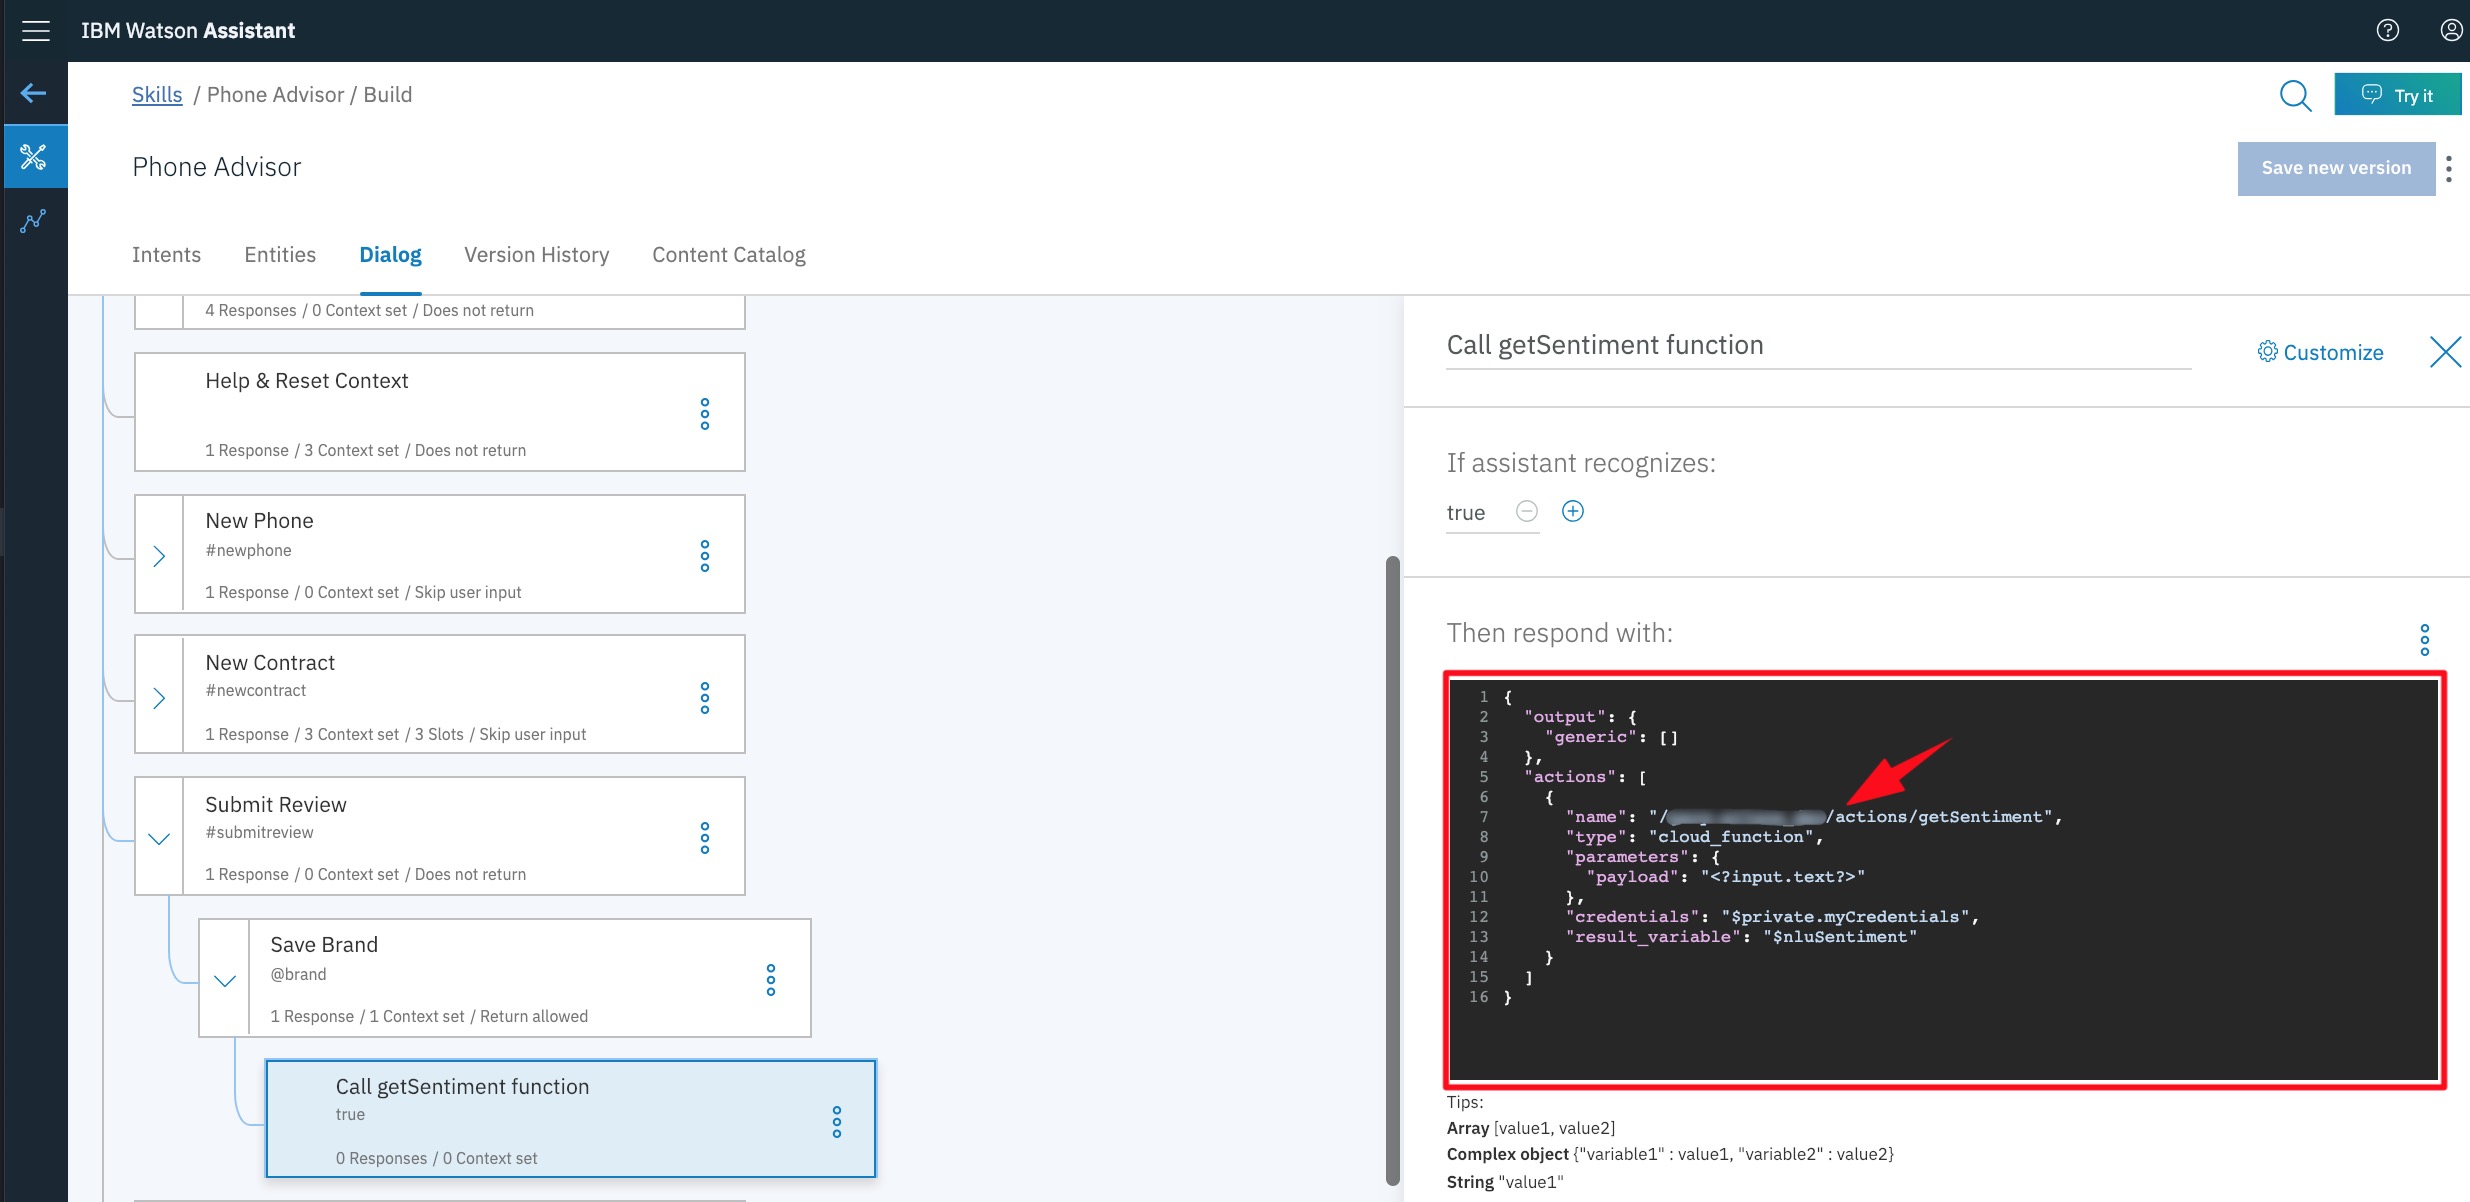 IBM Watson Assistant
Skills / Phone Advisor / Build
Try it
Phone Advisor
Save new version
Intents Entities Dialog Version History Content Catalog
4 Responses / 0 Context set / Does not return
Help & Reset Context
1 Response / 3 Context set / Does not return
New Phone
#newphone
1 Response / 0 Context set / Skip user input
New Contract
#newcontract
1 Response / 3 Context set / 3 Slots / Skip user input
Submit Review
#submitreview
1 Response / 0 Context set / Does not return
Save Brand
@brand
1 Response / 1 Context set / Return allowed
Call getSentiment function
true
0 Responses / 0 Context set
Call getSentiment function
Customize
If assistant recognizes:
true
Then respond with:
1 {
2 "output": {
3 "generic": []
4 },
5 "actions": [
6 {
7 "name": "/ /actions/getSentiment",
8 "type": "cloud_function",
9 "parameters": {
10 "payload": "<?input.text?>"
11 },
12 "credentials": "$private.myCredentials",
13 "result_variable": "$nluSentiment"
14 }
15 ]
16 }
Tips:
Array [value1, value2]
Complex object {"variable1" : value1, "variable2" : value2}
String "value1"